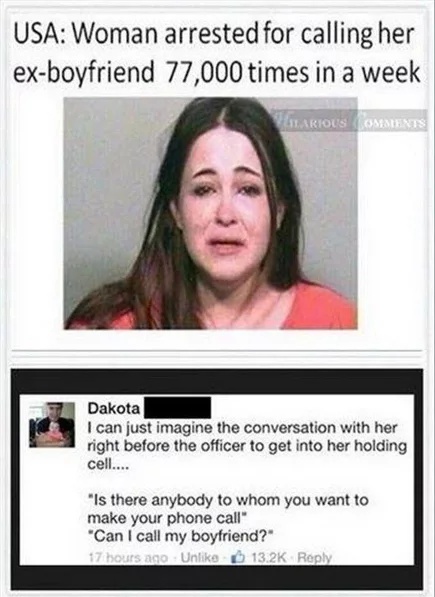 USA: Woman arrested for calling her
ex-boyfriend 77,000 times in a week
HILARIOUS COMMENTS
Dakota
I can just imagine the conversation with her
right before the officer to get into her holding
cell....
"Is there anybody to whom you want to
make your phone call"
"Can I call my boyfriend?"
17 hours ago · Unlike · 13.2K · Reply